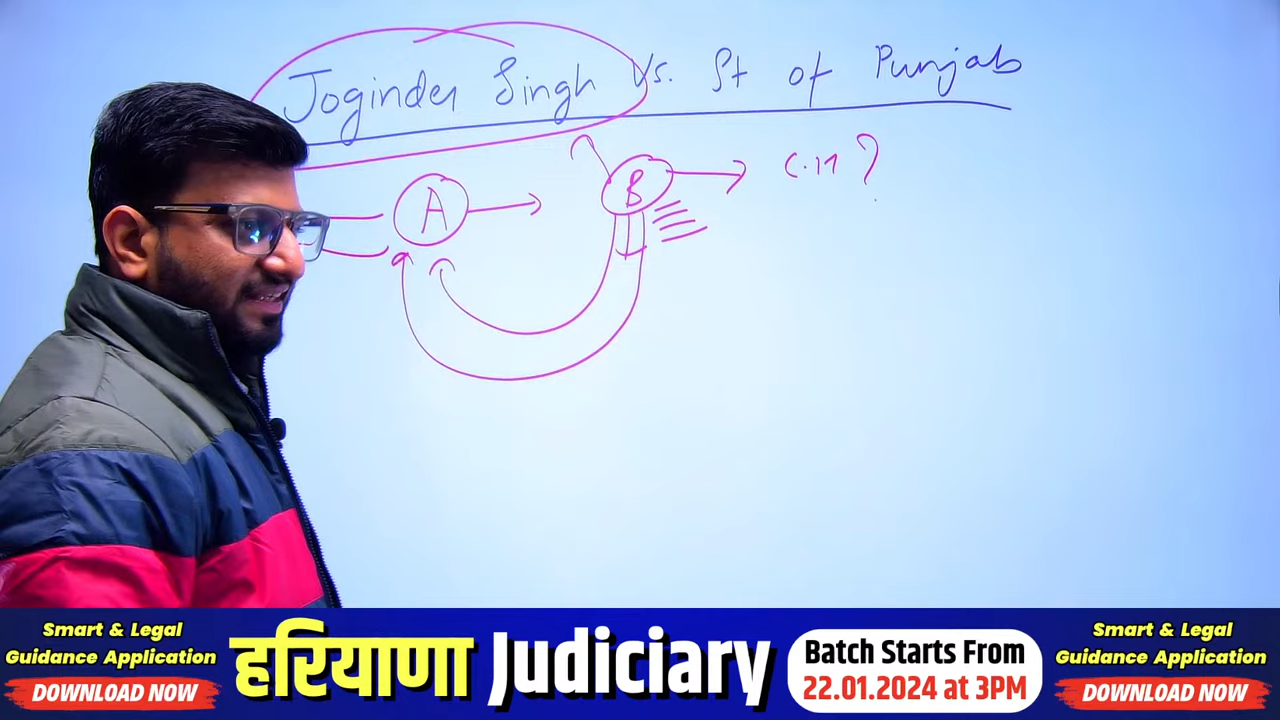 Joginder Singh Vs. St of Punjab
A
B
C.H ?
Smart & Legal
Guidance Application
DOWNLOAD NOW
हरियाणा Judiciary
Batch Starts From
22.01.2024 at 3PM
Smart & Legal
Guidance Application
DOWNLOAD NOW